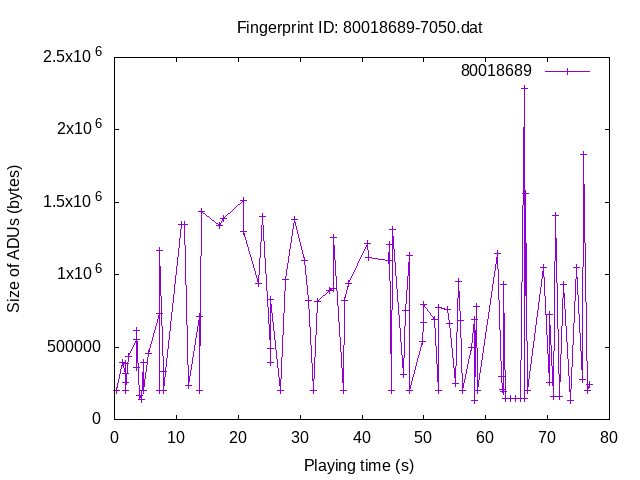 Fingerprint ID: 80018689-7050.dat
80018689
2.5x10 6
2x10 6
1.5x10 6
1x10 6
500000
0
0 10 20 30 40 50 60 70 80
Size of ADUs (bytes)
Playing time (s)